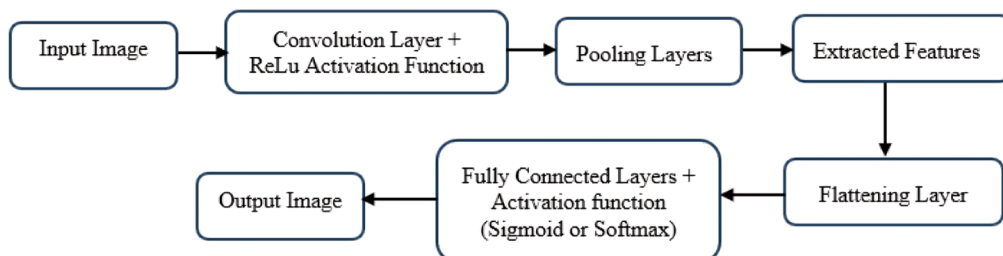 Input Image
Convolution Layer +
ReLu Activation Function
Pooling Layers
Extracted Features
Flattening Layer
Fully Connected Layers +
Activation function
(Sigmoid or Softmax)
Output Image